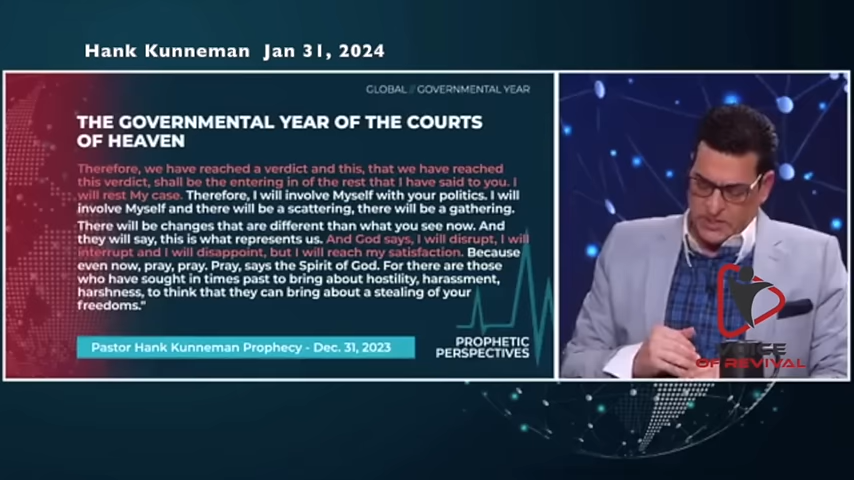 Hank Kunneman Jan 31, 2024
GLOBAL // GOVERNMENTAL YEAR
THE GOVERNMENTAL YEAR OF THE COURTS
OF HEAVEN
Therefore, we have reached a verdict and this, that we have reached
this verdict, shall be the entering in of the rest that I have said to you. I
will rest My case. Therefore, I will involve Myself with your politics. I will
involve Myself and there will be a scattering, there will be a gathering.
There will be changes that are different than what you see now. And
they will say, this is what represents us. And God says, I will disrupt, I will
interrupt and I will disappoint, but I will reach my satisfaction. Because
even now, pray, pray. Pray, says the Spirit of God. For there are those
who have sought in times past to bring about hostility, harassment,
harshness, to think that they can bring about a stealing of your
freedoms."
Pastor Hank Kunneman Prophecy - Dec. 31, 2023
PROPHETIC
PERSPECTIVES
VOICE
OF REVIVAL